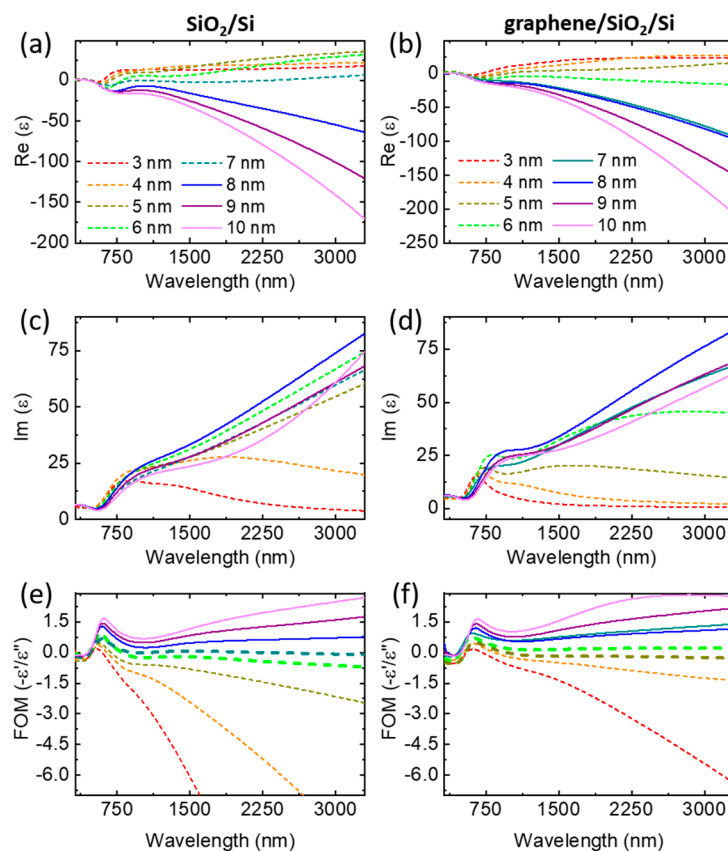 SiO₂/Si
graphene/SiO₂/Si
(a)
0
-50
-100
-150
-200
Re (ε)
3 nm
4 nm
5 nm
6 nm
7 nm
8 nm
9 nm
10 nm
750 1500 2250 3000
Wavelength (nm)
(b)
50
0
-50
-100
-150
-200
-250
Re (ε)
3 nm
4 nm
5 nm
6 nm
7 nm
8 nm
9 nm
10 nm
750 1500 2250 3000
Wavelength (nm)
(c)
75
50
25
0
Im (ε)
750 1500 2250 3000
Wavelength (nm)
(d)
75
50
25
0
Im (ε)
750 1500 2250 3000
Wavelength (nm)
(e)
1.5
0.0
-1.5
-3.0
-4.5
-6.0
FOM (-ε'/ε")
750 1500 2250 3000
Wavelength (nm)
(f)
1.5
0.0
-1.5
-3.0
-4.5
-6.0
FOM (-ε'/ε")
750 1500 2250 3000
Wavelength (nm)